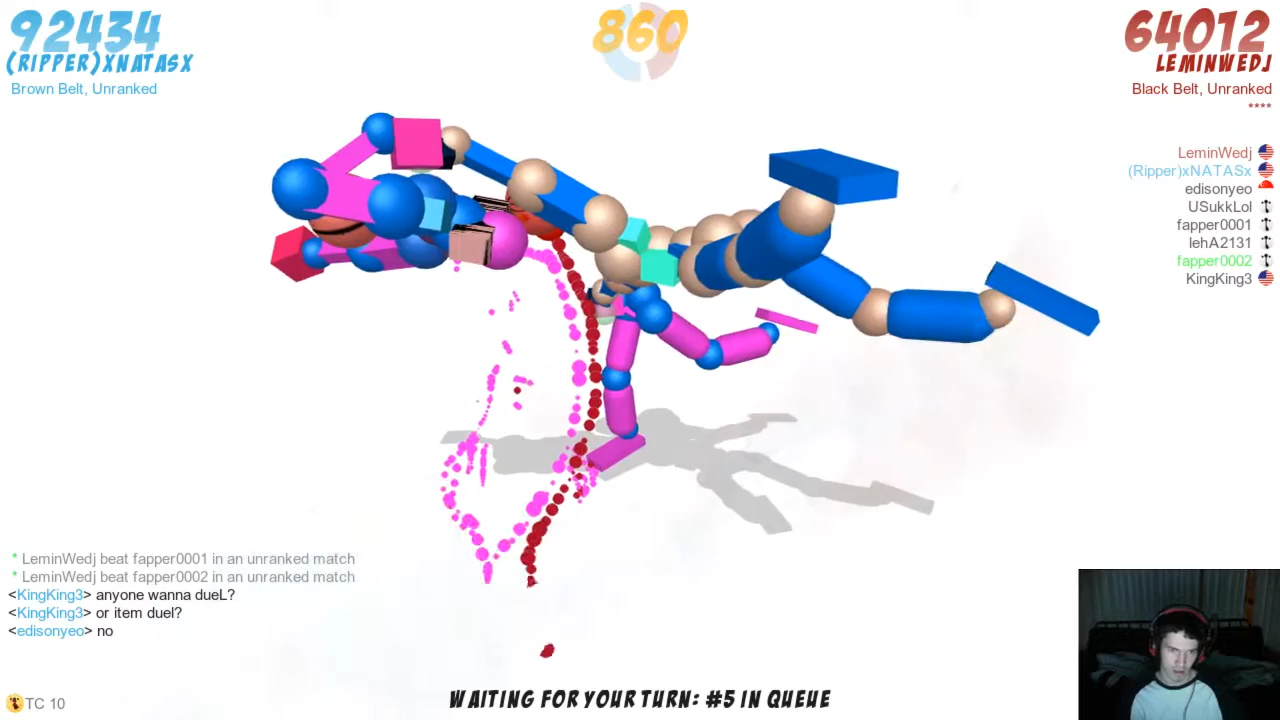 92434
(RIPPER)XNATASX
Brown Belt, Unranked
860
64012
LEMINWEDJ
Black Belt, Unranked
****
LeminWedj
(Ripper)xNATASx
edisonyeo
USukkLol
fapper0001
lehA2131
fapper0002
KingKing3
* LeminWedj beat fapper0001 in an unranked match
* LeminWedj beat fapper0002 in an unranked match
<KingKing3> anyone wanna dueL?
<KingKing3> or item duel?
<edisonyeo> no
TC 10
WAITING FOR YOUR TURN: #5 IN QUEUE